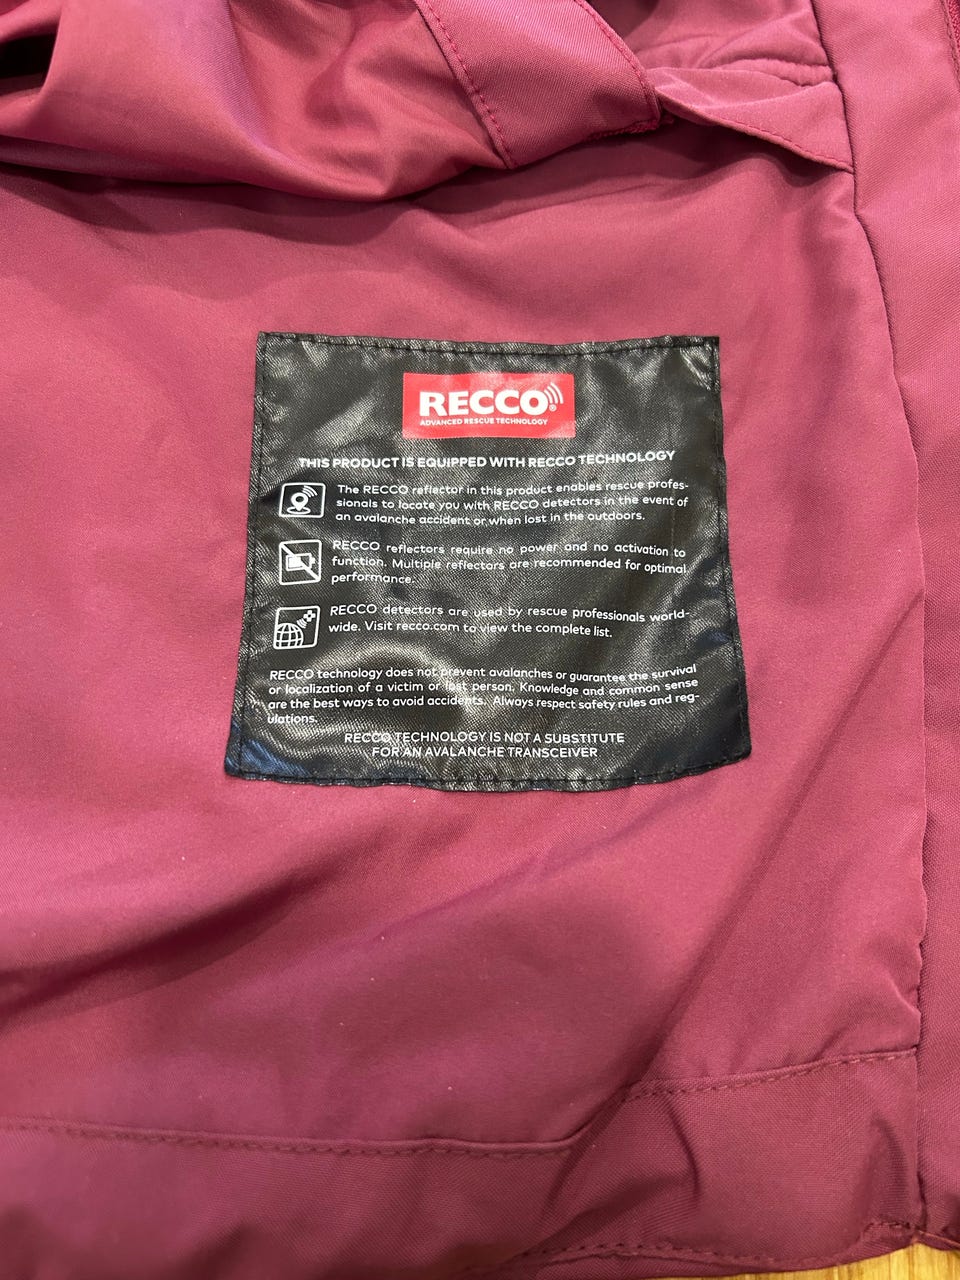 RECCO®
ADVANCED RESCUE TECHNOLOGY
THIS PRODUCT IS EQUIPPED WITH RECCO TECHNOLOGY
The RECCO reflector in this product enables rescue profes-
sionals to locate you with RECCO detectors in the event of
an avalanche accident or when lost in the outdoors.
RECCO reflectors require no power and no activation to
function. Multiple reflectors are recommended for optimal
performance.
RECCO detectors are used by rescue professionals world-
wide. Visit recco.com to view the complete list.
RECCO technology does not prevent avalanches or guarantee the survival
or localization of a victim or lost person. Knowledge and common sense
are the best ways to avoid accidents. Always respect safety rules and reg-
ulations.
RECCO TECHNOLOGY IS NOT A SUBSTITUTE
FOR AN AVALANCHE TRANSCEIVER